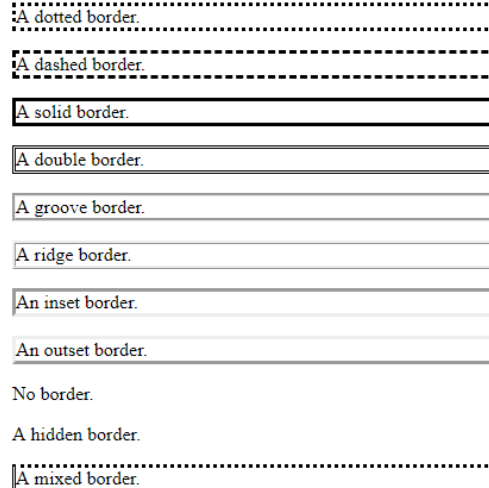 A dotted border.
A dashed border.
A solid border.
A double border.
A groove border.
A ridge border.
An inset border.
An outset border.
No border.
A hidden border.
A mixed border.